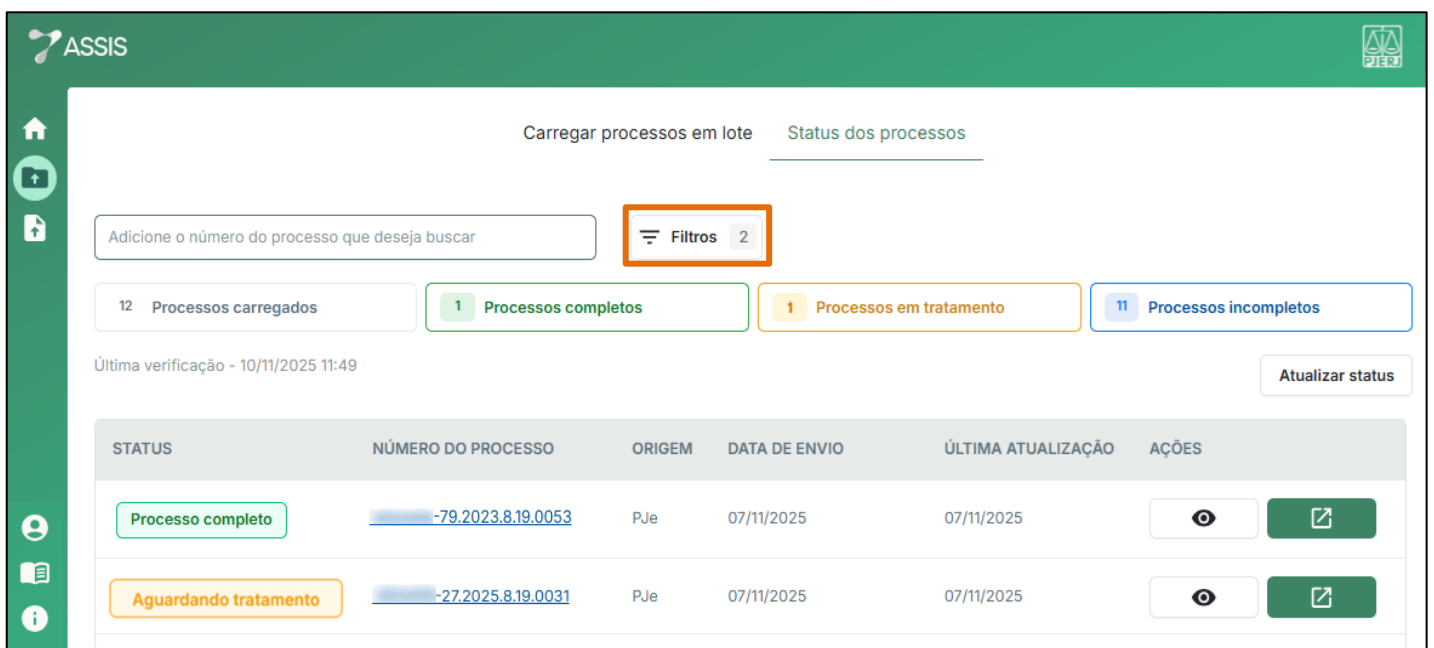 ASSIS
PJERJ
Carregar processos em lote Status dos processos
Adicione o número do processo que deseja buscar Filtros 2
12 Processos carregados 1 Processos completos 1 Processos em tratamento 11 Processos incompletos
Última verificação - 10/11/2025 11:49
Atualizar status
STATUS NÚMERO DO PROCESSO ORIGEM DATA DE ENVIO ÚLTIMA ATUALIZAÇÃO AÇÕES
Processo completo -79.2023.8.19.0053 PJe 07/11/2025 07/11/2025
Aguardando tratamento -27.2025.8.19.0031 PJe 07/11/2025 07/11/2025